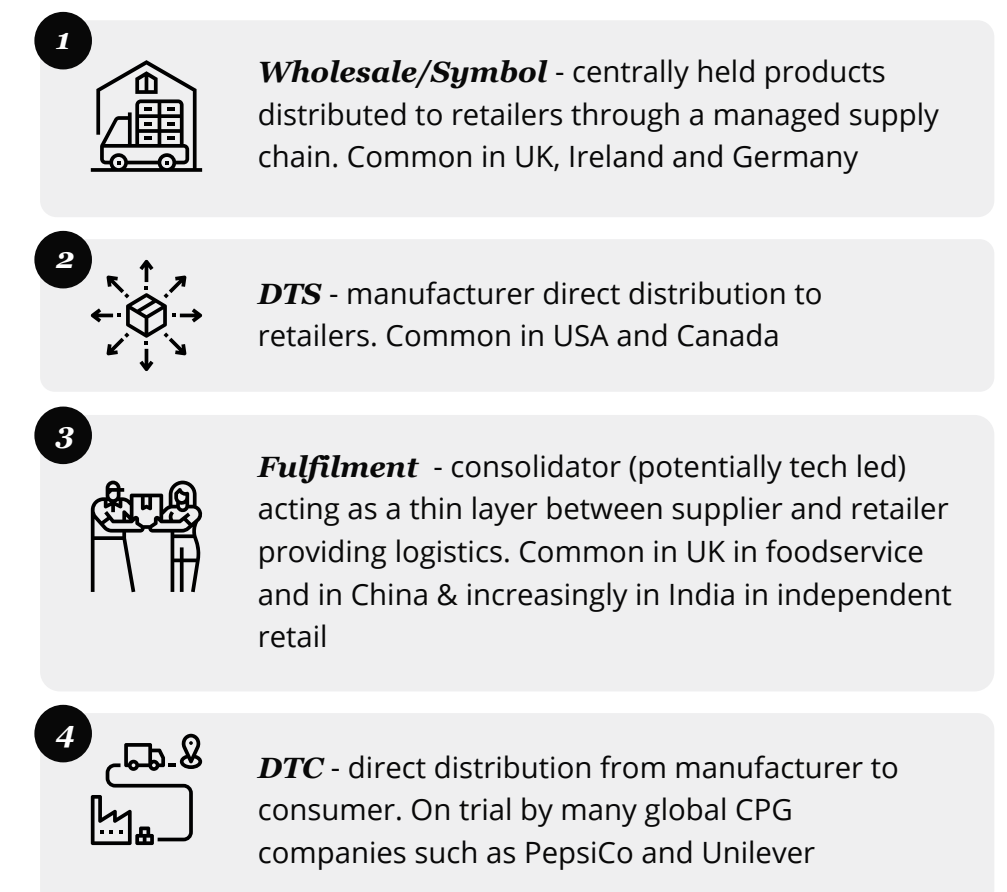 1
Wholesale/Symbol - centrally held products
distributed to retailers through a managed supply
chain. Common in UK, Ireland and Germany
2
DTS - manufacturer direct distribution to
retailers. Common in USA and Canada
3
Fulfilment - consolidator (potentially tech led)
acting as a thin layer between supplier and retailer
providing logistics. Common in UK in foodservice
and in China & increasingly in India in independent
retail
4
DTC - direct distribution from manufacturer to
consumer. On trial by many global CPG
companies such as PepsiCo and Unilever